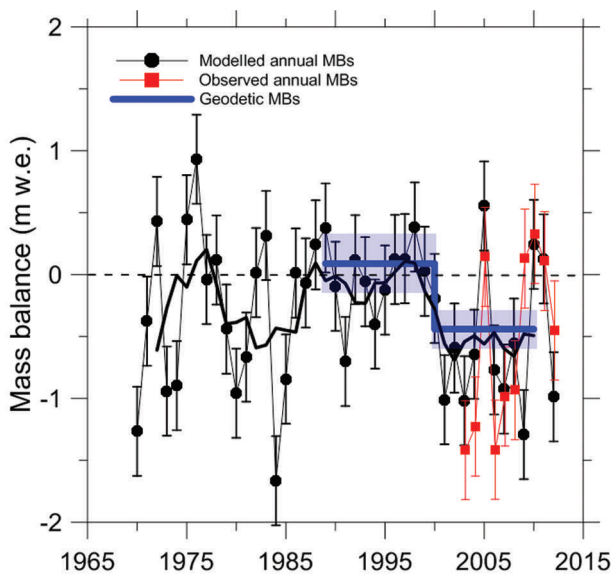 2
Modelled annual MBs
Observed annual MBs
Geodetic MBs
1
0
-1
-2
Mass balance (m w.e.)
1965 1975 1985 1995 2005 2015